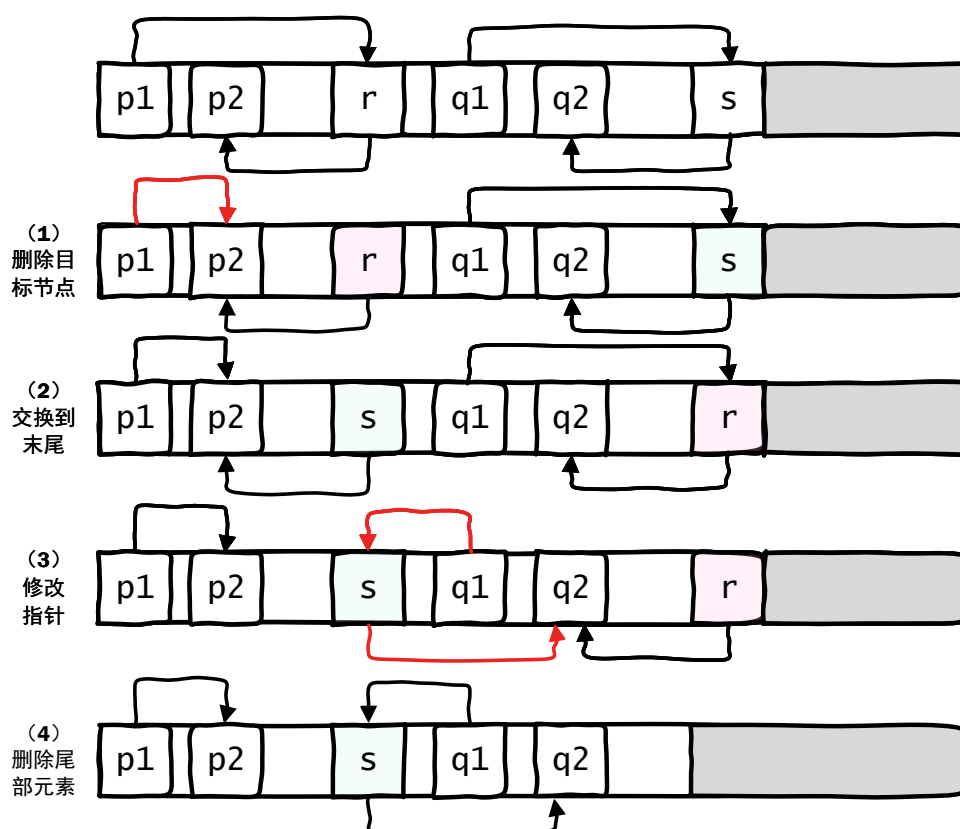 p1 p2 r q1 q2 s
（1）
删除目
标节点
p1 p2 r q1 q2 s
（2）
交换到
末尾
p1 p2 s q1 q2 r
（3）
修改
指针
p1 p2 s q1 q2 r
（4）
删除尾
部元素
p1 p2 s q1 q2